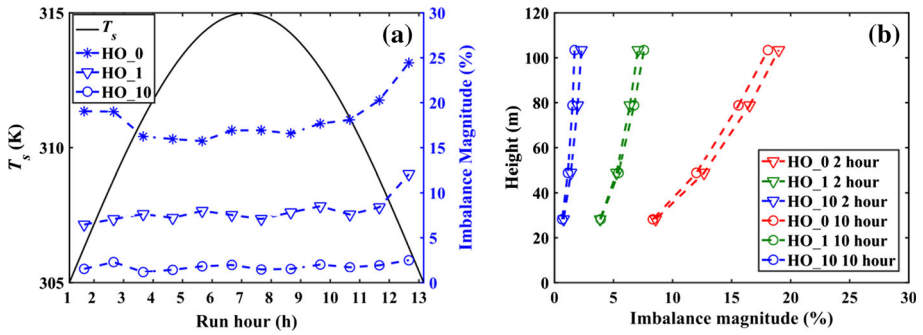 315
310
305
T_s (K)
T_s
HO_0
HO_1
HO_10
(a)
30
25
20
15
10
5
0
Imbalance Magnitude (%)
1 2 3 4 5 6 7 8 9 10 11 12 13
Run hour (h)
120
100
80
60
40
20
0
Height (m)
(b)
HO_0 2 hour
HO_1 2 hour
HO_10 2 hour
HO_0 10 hour
HO_1 10 hour
HO_10 10 hour
0 5 10 15 20 25 30
Imbalance magnitude (%)